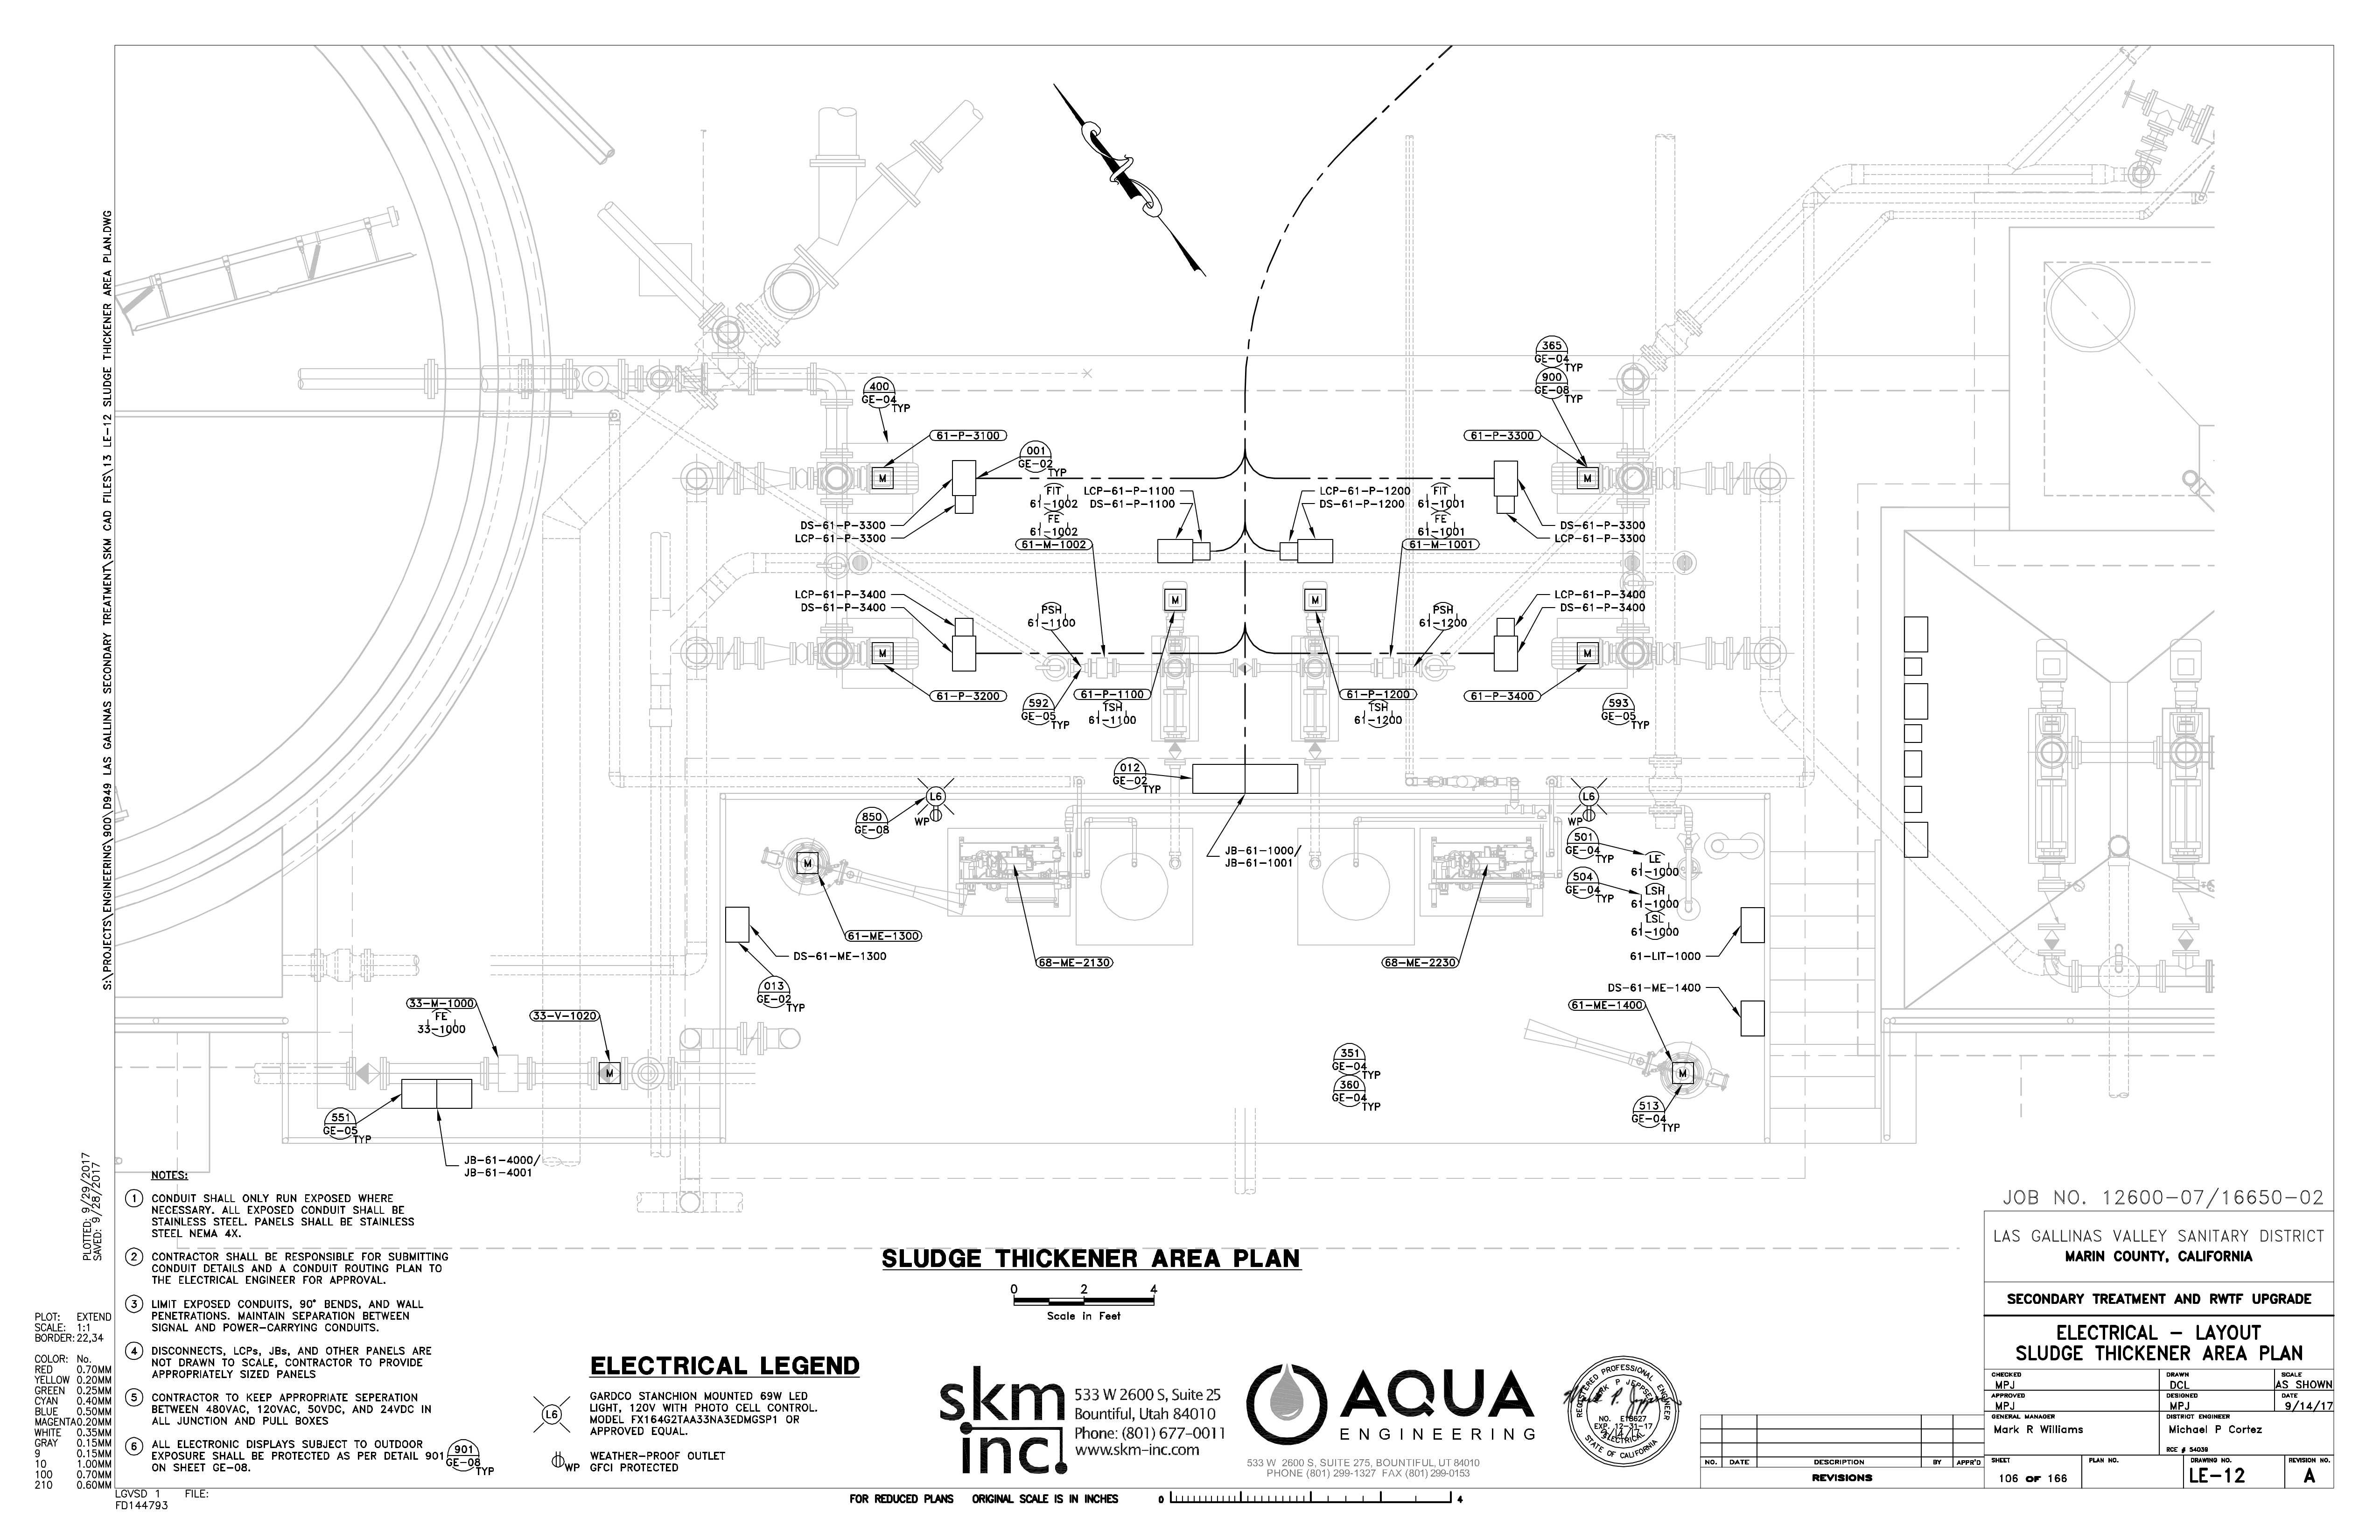 365
GE-04
900
GE-08
TYP
400
GE-04
TYP
61-P-3100
001
GE-02
TYP
61-P-3300
FIT
61-1002
FE
61-1002
61-M-1002
LCP-61-P-1100
DS-61-P-1100
LCP-61-P-1200
DS-61-P-1200
FIT
61-1001
FE
61-1001
61-M-1001
M
M
DS-61-P-3300
LCP-61-P-3300
DS-61-P-3300
LCP-61-P-3300
LCP-61-P-3400
DS-61-P-3400
PSH
61-1100
M
M
PSH
61-1200
LCP-61-P-3400
DS-61-P-3400
M
M
61-P-3200
592
GE-05
TYP
61-P-1100
TSH
61-1100
61-P-1200
TSH
61-1200
61-P-3400
593
GE-05
TYP
012
GE-02
TYP
L6
WP
850
GE-08
L6
WP
JB-61-1000/
JB-61-1001
501
GE-04
TYP
LE
61-1000
504
GE-04
TYP
LSH
61-1000
LSL
61-1000
M
61-ME-1300
DS-61-ME-1300
68-ME-2130
68-ME-2230
61-LIT-1000
013
GE-02
TYP
DS-61-ME-1400
61-ME-1400
33-M-1000
FE
33-1000
33-V-1020
M
M
351
GE-04
TYP
360
GE-04
TYP
513
GE-04
TYP
551
GE-05
TYP
JB-61-4000/
JB-61-4001
NOTES:
1 CONDUIT SHALL ONLY RUN EXPOSED WHERE
NECESSARY. ALL EXPOSED CONDUIT SHALL BE
STAINLESS STEEL. PANELS SHALL BE STAINLESS
STEEL NEMA 4X.
2 CONTRACTOR SHALL BE RESPONSIBLE FOR SUBMITTING
CONDUIT DETAILS AND A CONDUIT ROUTING PLAN TO
THE ELECTRICAL ENGINEER FOR APPROVAL.
3 LIMIT EXPOSED CONDUITS, 90° BENDS, AND WALL
PENETRATIONS. MAINTAIN SEPARATION BETWEEN
SIGNAL AND POWER-CARRYING CONDUITS.
4 DISCONNECTS, LCPs, JBs, AND OTHER PANELS ARE
NOT DRAWN TO SCALE, CONTRACTOR TO PROVIDE
APPROPRIATELY SIZED PANELS
5 CONTRACTOR TO KEEP APPROPRIATE SEPERATION
BETWEEN 480VAC, 120VAC, 50VDC, AND 24VDC IN
ALL JUNCTION AND PULL BOXES
6 ALL ELECTRONIC DISPLAYS SUBJECT TO OUTDOOR
EXPOSURE SHALL BE PROTECTED AS PER DETAIL 901
ON SHEET GE-08.
901
GE-08
TYP
SLUDGE THICKENER AREA PLAN
0 2 4
Scale in Feet
ELECTRICAL LEGEND
L6
GARDCO STANCHION MOUNTED 69W LED
LIGHT, 120V WITH PHOTO CELL CONTROL.
MODEL FX164G2TAA33NA3EDMGSP1 OR
APPROVED EQUAL.
WP
WEATHER-PROOF OUTLET
GFCI PROTECTED
skm
inc.
533 W 2600 S, Suite 25
Bountiful, Utah 84010
Phone: (801) 677-0011
www.skm-inc.com
AQUA
ENGINEERING
533 W 2600 S, SUITE 275, BOUNTIFUL, UT 84010
PHONE (801) 299-1327 FAX (801) 299-0153
REGISTERED PROFESSIONAL ENGINEER
MARK P JEPPSEN
NO. E18627
EXP. 12-31-17
9/14/17
ELECTRICAL
STATE OF CALIFORNIA
JOB NO. 12600-07/16650-02
LAS GALLINAS VALLEY SANITARY DISTRICT
MARIN COUNTY, CALIFORNIA
SECONDARY TREATMENT AND RWTF UPGRADE
ELECTRICAL - LAYOUT
SLUDGE THICKENER AREA PLAN
CHECKED
MPJ
DRAWN
DCL
SCALE
AS SHOWN
APPROVED
MPJ
DESIGNED
MPJ
DATE
9/14/17
GENERAL MANAGER
Mark R Williams
DISTRICT ENGINEER
Michael P Cortez
RCE # 54038
SHEET
106 OF 166
PLAN NO.
DRAWING NO.
LE-12
REVISION NO.
A
NO. DATE DESCRIPTION BY APPR'D
REVISIONS
FOR REDUCED PLANS ORIGINAL SCALE IS IN INCHES 0 4
S:\PROJECTS\ENGINEERING\900\D949 LAS GALLINAS SECONDARY TREATMENT\SKM CAD FILES\13 LE-12 SLUDGE THICKENER AREA PLAN.DWG
PLOTTED: 9/29/2017
SAVED: 9/28/2017
PLOT: EXTEND
SCALE: 1:1
BORDER: 22,34
COLOR: No.
RED 0.70MM
YELLOW 0.20MM
GREEN 0.25MM
CYAN 0.40MM
BLUE 0.50MM
MAGENTA0.20MM
WHITE 0.35MM
GRAY 0.15MM
9 0.15MM
10 1.00MM
100 0.70MM
210 0.60MM
LGVSD 1 FILE:
FD144793